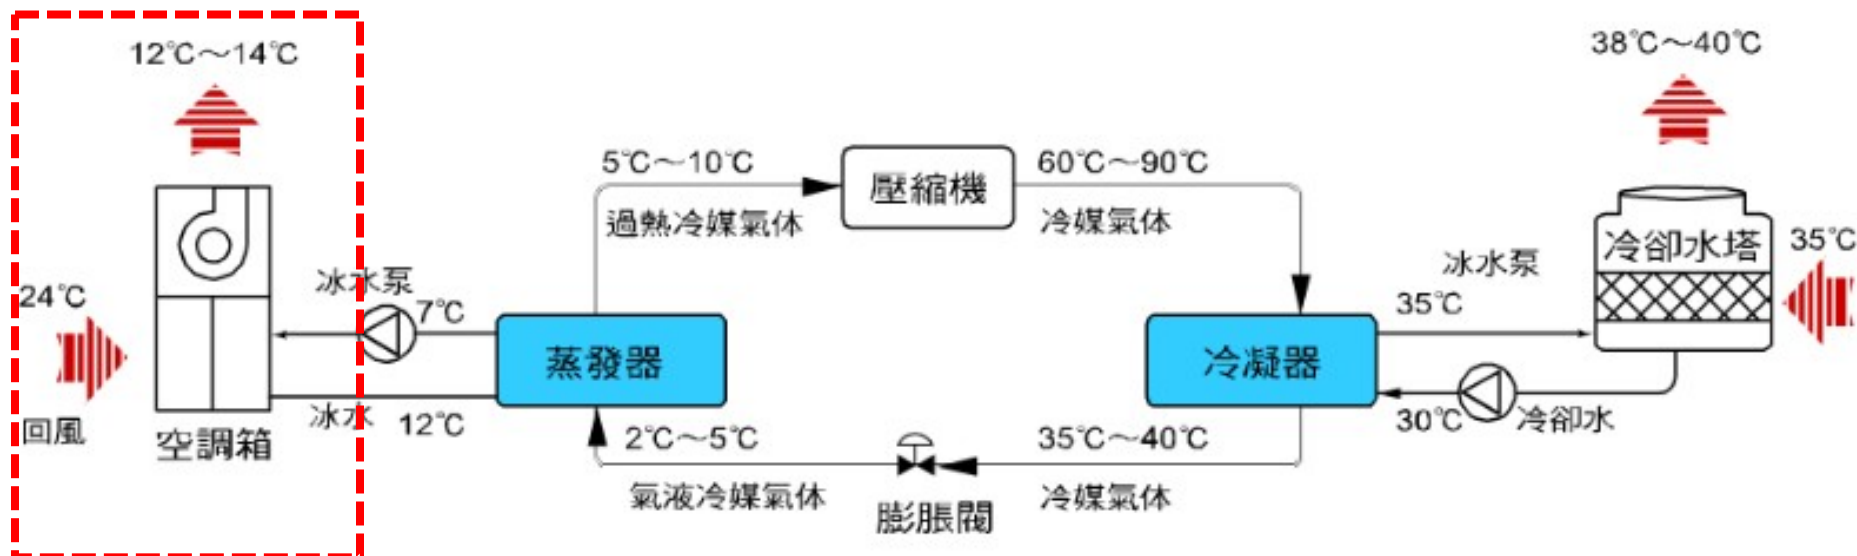 12℃～14℃
24℃
回風
空調箱
冰水泵
7℃
冰水
12℃
蒸發器
5℃～10℃
過熱冷媒氣体
壓縮機
60℃～90℃
冷媒氣体
冷凝器
2℃～5℃
氣液冷媒氣体
膨脹閥
35℃～40℃
冷媒氣体
冰水泵
35℃
30℃
冷卻水
38℃～40℃
冷卻水塔
35℃